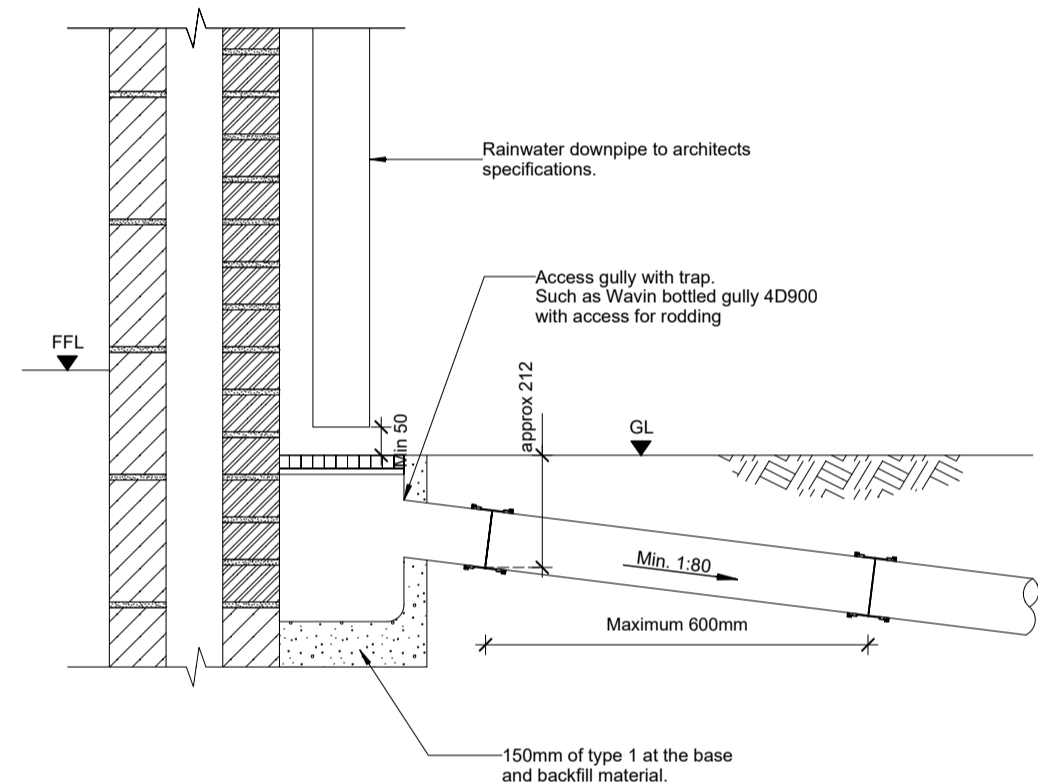 Rainwater downpipe to architects
specifications.
Access gully with trap.
Such as Wavin bottled gully 4D900
with access for rodding
FFL
approx 212
Min 50
GL
Min. 1:80
Maximum 600mm
150mm of type 1 at the base
and backfill material.